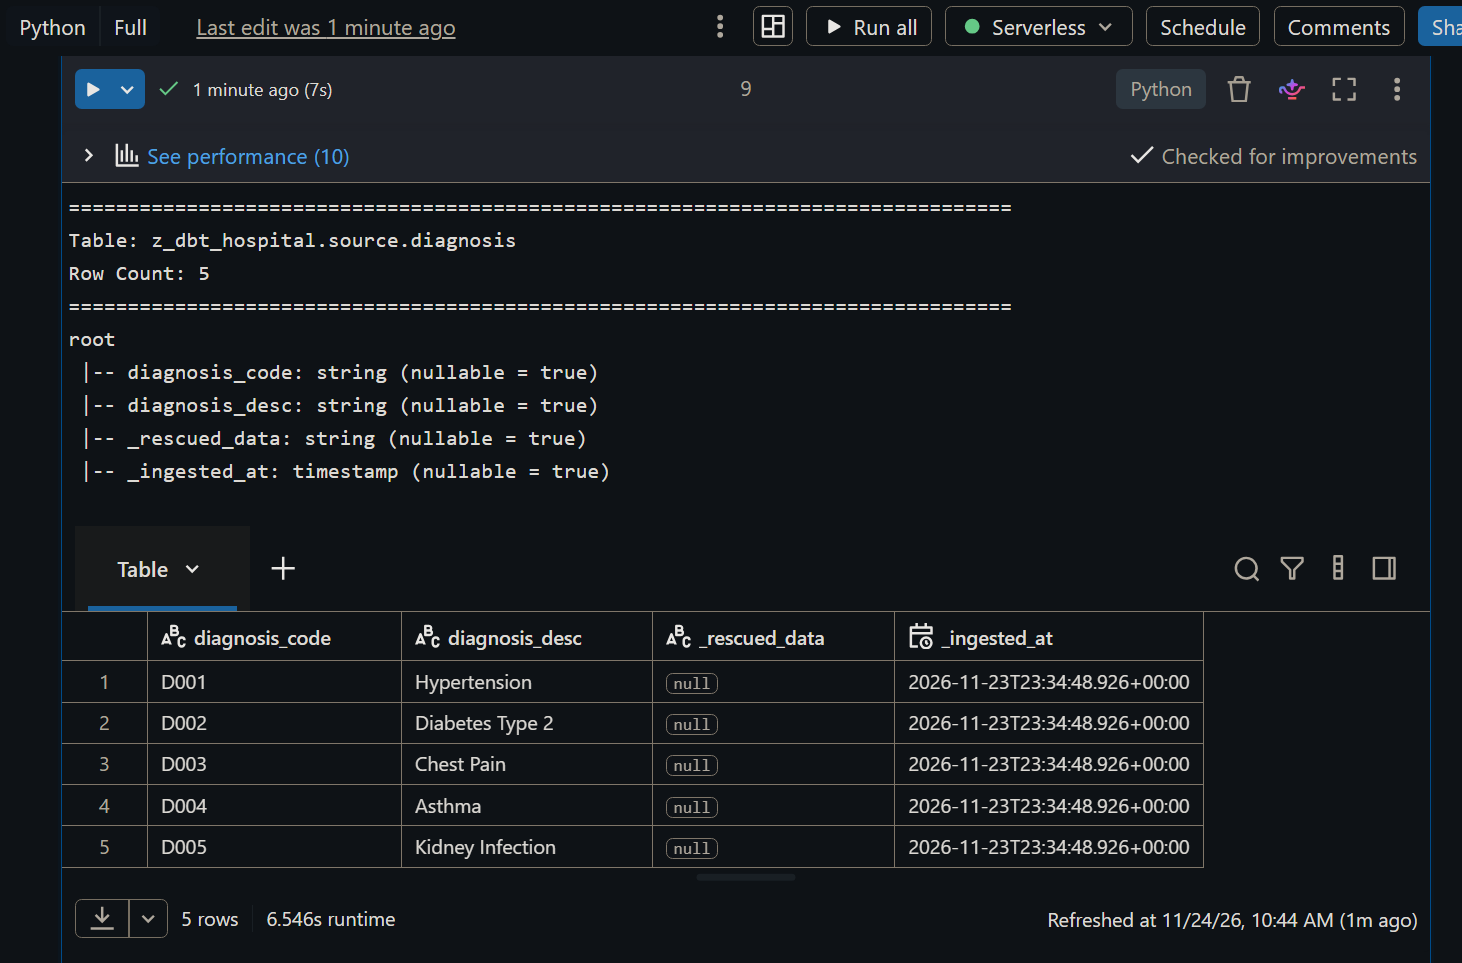 Python Full Last edit was 1 minute ago Run all Serverless Schedule Comments Sha
1 minute ago (7s) 9 Python
See performance (10) Checked for improvements
================================================================================
Table: z_dbt_hospital.source.diagnosis
Row Count: 5
================================================================================
root
|-- diagnosis_code: string (nullable = true)
|-- diagnosis_desc: string (nullable = true)
|-- _rescued_data: string (nullable = true)
|-- _ingested_at: timestamp (nullable = true)
Table
diagnosis_code diagnosis_desc _rescued_data _ingested_at
1 D001 Hypertension null 2026-11-23T23:34:48.926+00:00
2 D002 Diabetes Type 2 null 2026-11-23T23:34:48.926+00:00
3 D003 Chest Pain null 2026-11-23T23:34:48.926+00:00
4 D004 Asthma null 2026-11-23T23:34:48.926+00:00
5 D005 Kidney Infection null 2026-11-23T23:34:48.926+00:00
5 rows 6.546s runtime Refreshed at 11/24/26, 10:44 AM (1m ago)